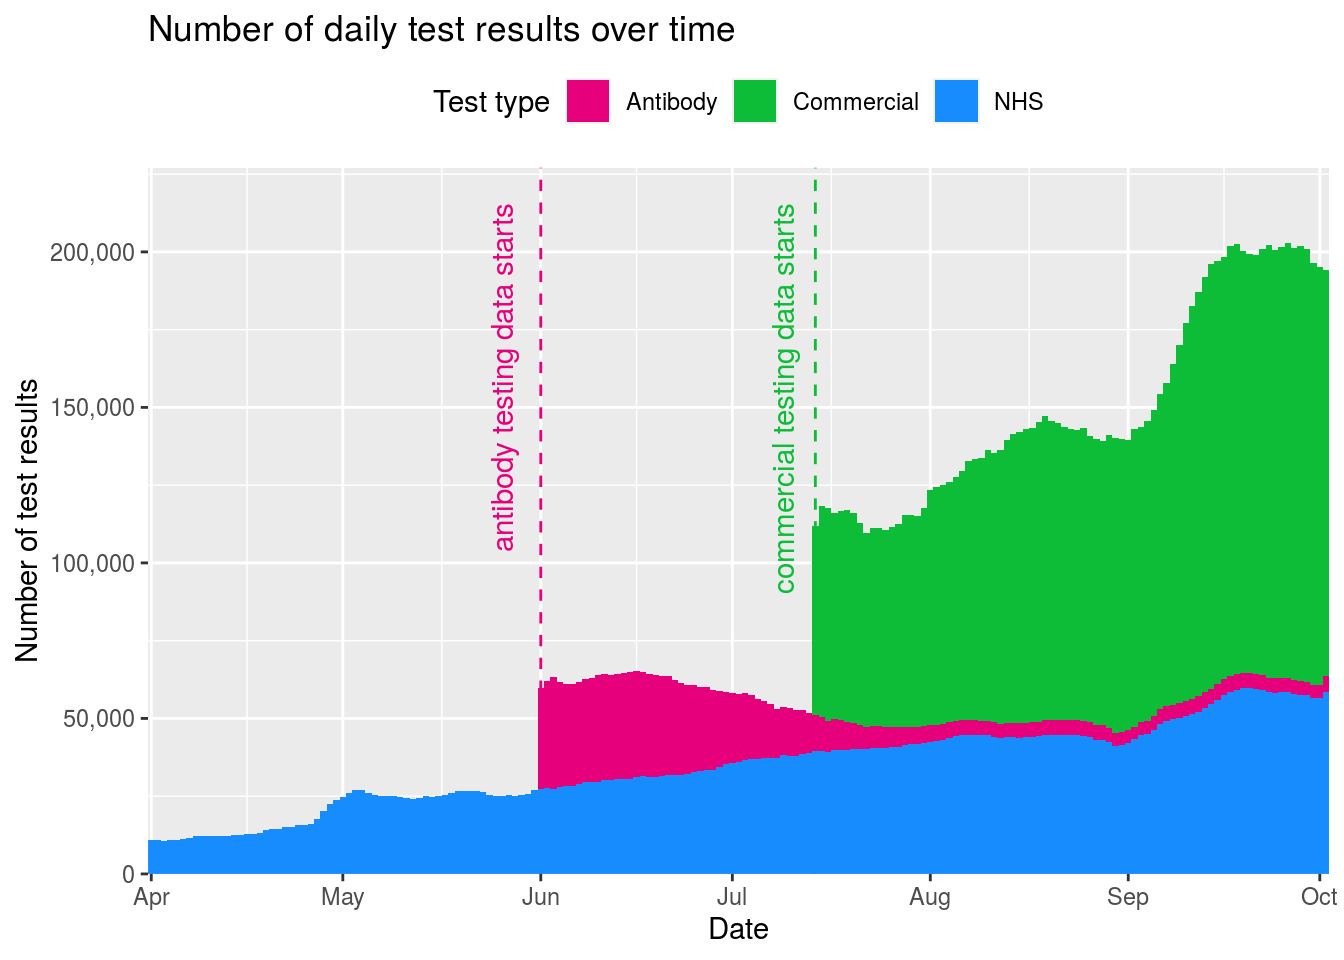 Number of daily test results over time
Test type Antibody Commercial NHS
antibody testing data starts
commercial testing data starts
Number of test results
200,000
150,000
100,000
50,000
0
Apr May Jun Jul Aug Sep Oct
Date